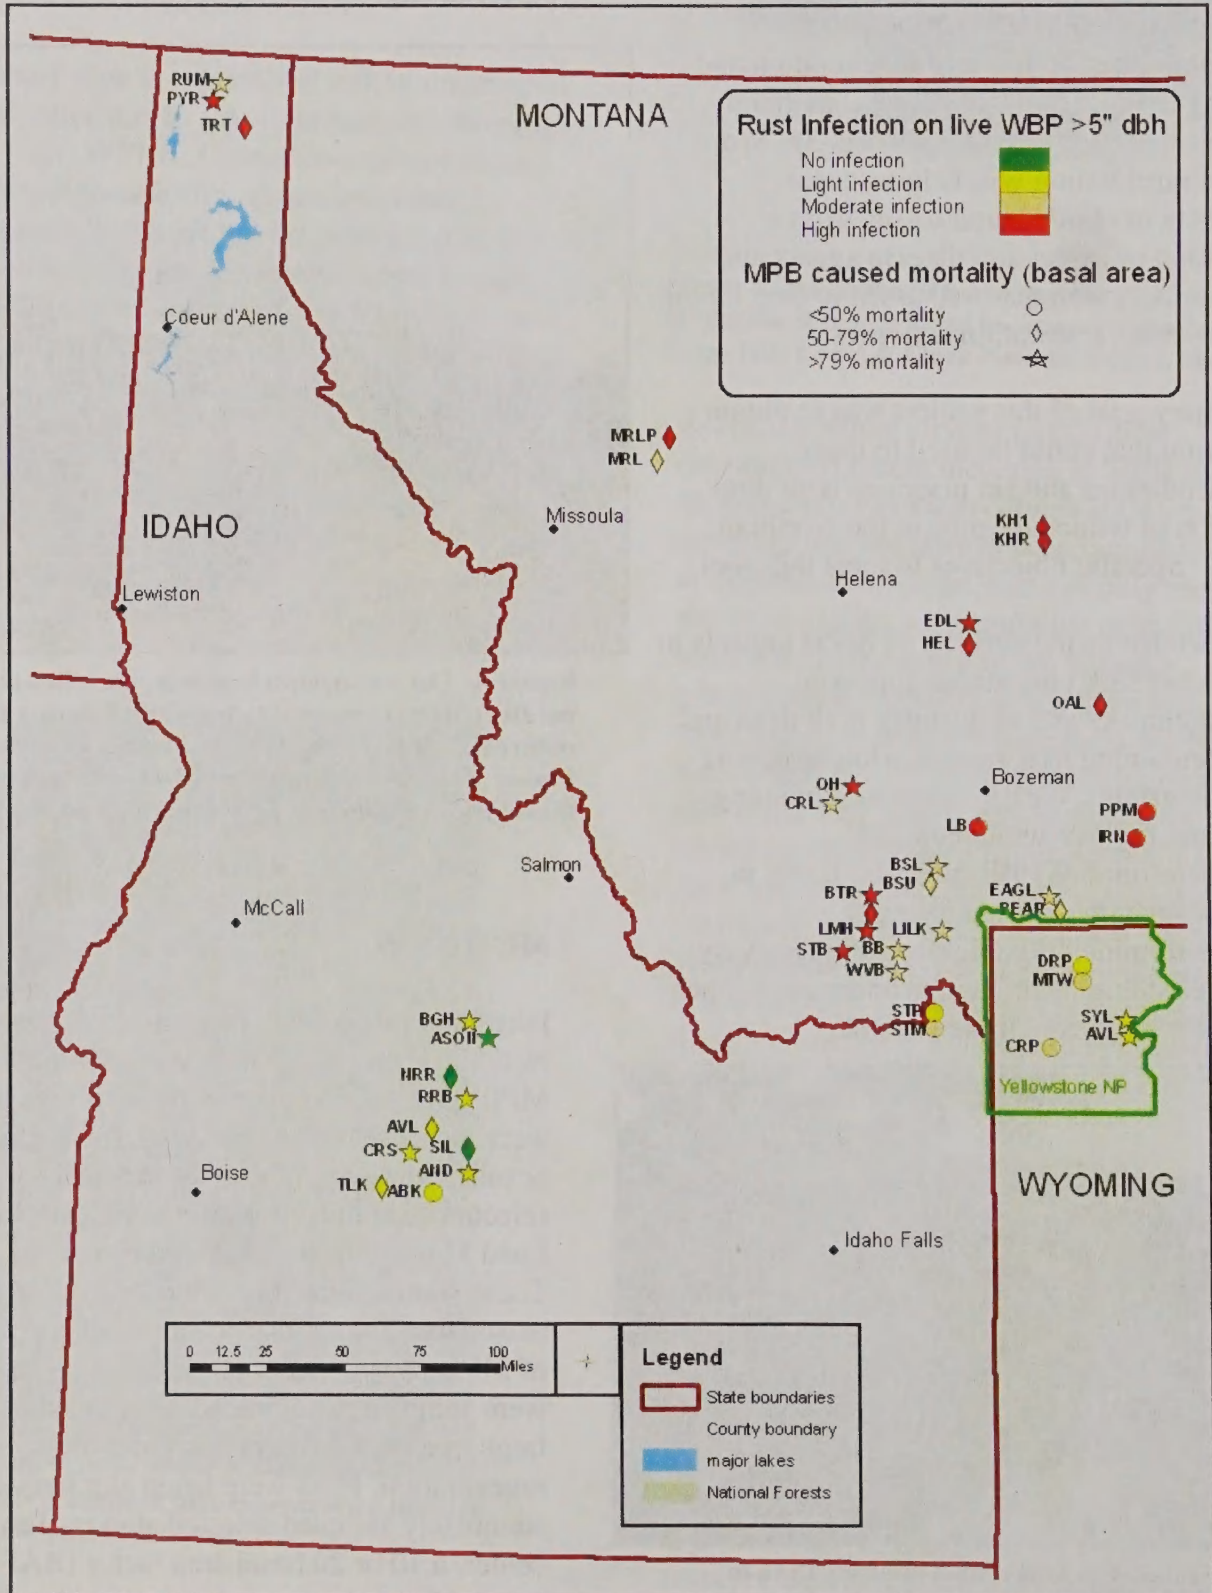 RUM
PYR
TRT
MONTANA
Rust Infection on live WBP >5" dbh
No infection
Light infection
Moderate infection
High infection
MPB caused mortality (basal area)
<50% mortality
50-79% mortality
>79% mortality
Coeur d'Alene
MRLP
MRL
IDAHO
Missoula
KH1
KHR
Helena
Lewiston
EDL
HEL
OAL
OH
CRL
Bozeman
LB
PPM
IRN
Salmon
BSL
BSU
BTR
EAGL
BEAR
McCall
LMH
LILK
STB
BB
WVB
DRP
MTW
STP
STM
SYL
AVL
CRP
BGH
ASOII
NRR
RRB
Yellowstone NP
AVL
CRS
SIL
AND
TLK
ABK
Boise
WYOMING
Idaho Falls
0 12.5 25 50 75 100
Miles
Legend
State boundaries
County boundary
major lakes
National Forests